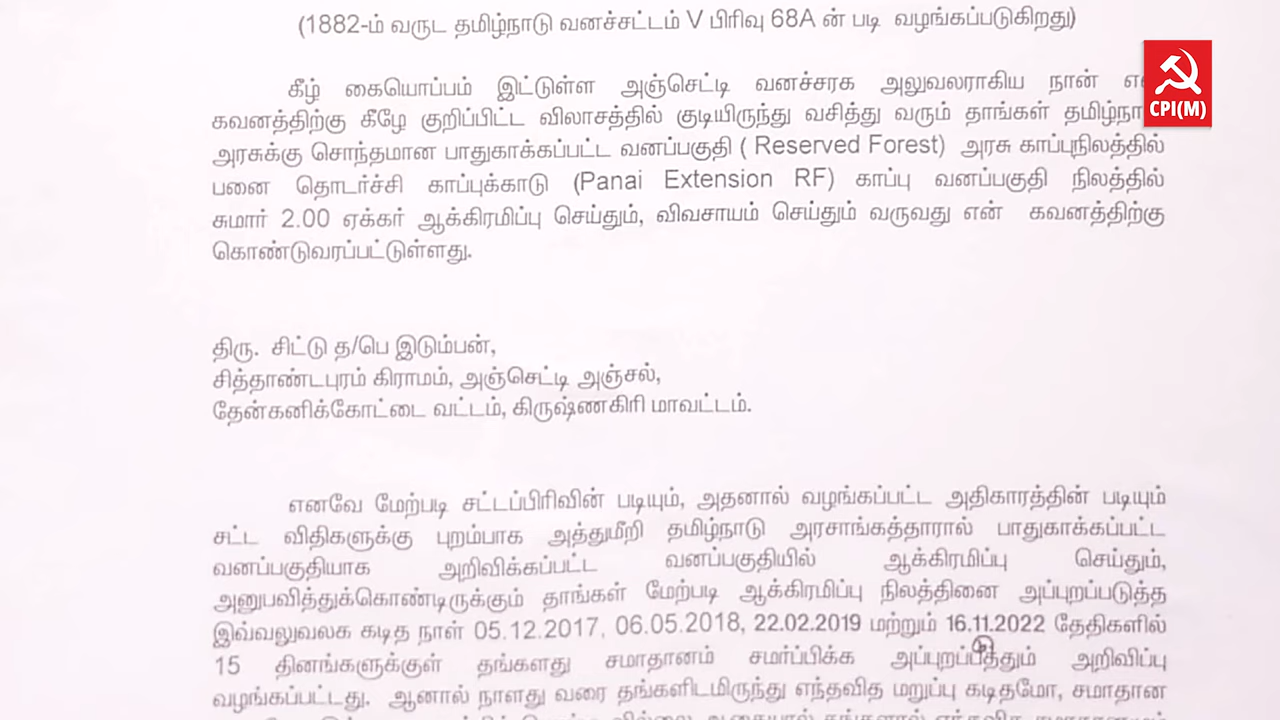 (1882-ம் வருட தமிழ்நாடு வனச்சட்டம் V பிரிவு 68A ன் படி வழங்கப்படுகிறது)
கீழ் கையொப்பம் இட்டுள்ள அஞ்செட்டி வனச்சரக அலுவலராகிய நான்
கவனத்திற்கு கீழே குறிப்பிட்ட விலாசத்தில் குடியிருந்து வசித்து வரும் தாங்கள்
அரசுக்கு சொந்தமான பாதுகாக்கப்பட்ட வனப்பகுதி ( Reserved Forest) அரசு காப்புநிலத்தில்
பனை தொடர்ச்சி காப்புக்காடு (Panai Extension RF) காப்பு வனப்பகுதி நிலத்தில்
சுமார் 2.00 ஏக்கர் ஆக்கிரமிப்பு செய்தும், விவசாயம் செய்தும் வருவது என் கவனத்திற்கு
கொண்டுவரப்பட்டுள்ளது.
CPI(M)
திரு. சிட்டு த/பெ இடும்பன்,
சித்தாண்டபுரம் கிராமம், அஞ்செட்டி அஞ்சல்,
தேன்கனிக்கோட்டை வட்டம், கிருஷ்ணகிரி மாவட்டம்.
எனவே மேற்படி சட்டப்பிரிவின் படியும், அதனால் வழங்கப்பட்ட அதிகாரத்தின் படியும்
சட்ட விதிகளுக்கு புறம்பாக அத்துமீறி தமிழ்நாடு அரசாங்கத்தாரால் பாதுகாக்கப்பட்ட
வனப்பகுதியாக அறிவிக்கப்பட்ட வனப்பகுதியில் ஆக்கிரமிப்பு செய்தும்,
அனுபவித்துக்கொண்டிருக்கும் தாங்கள் மேற்படி ஆக்கிரமிப்பு நிலத்தினை அப்புறப்படுத்த
இவ்வலுவலக கடித நாள் 05.12.2017, 06.05.2018, 22.02.2019 மற்றும் 16.11.2022 தேதிகளில்
15 தினங்களுக்குள் தங்களது சமாதானம் சமர்ப்பிக்க அறிவிப்பு
வழங்கப்பட்டது. ஆனால் நாளது வரை தங்களிடமிருந்து எந்தவித மறுப்பு கடிதமோ, சமாதான